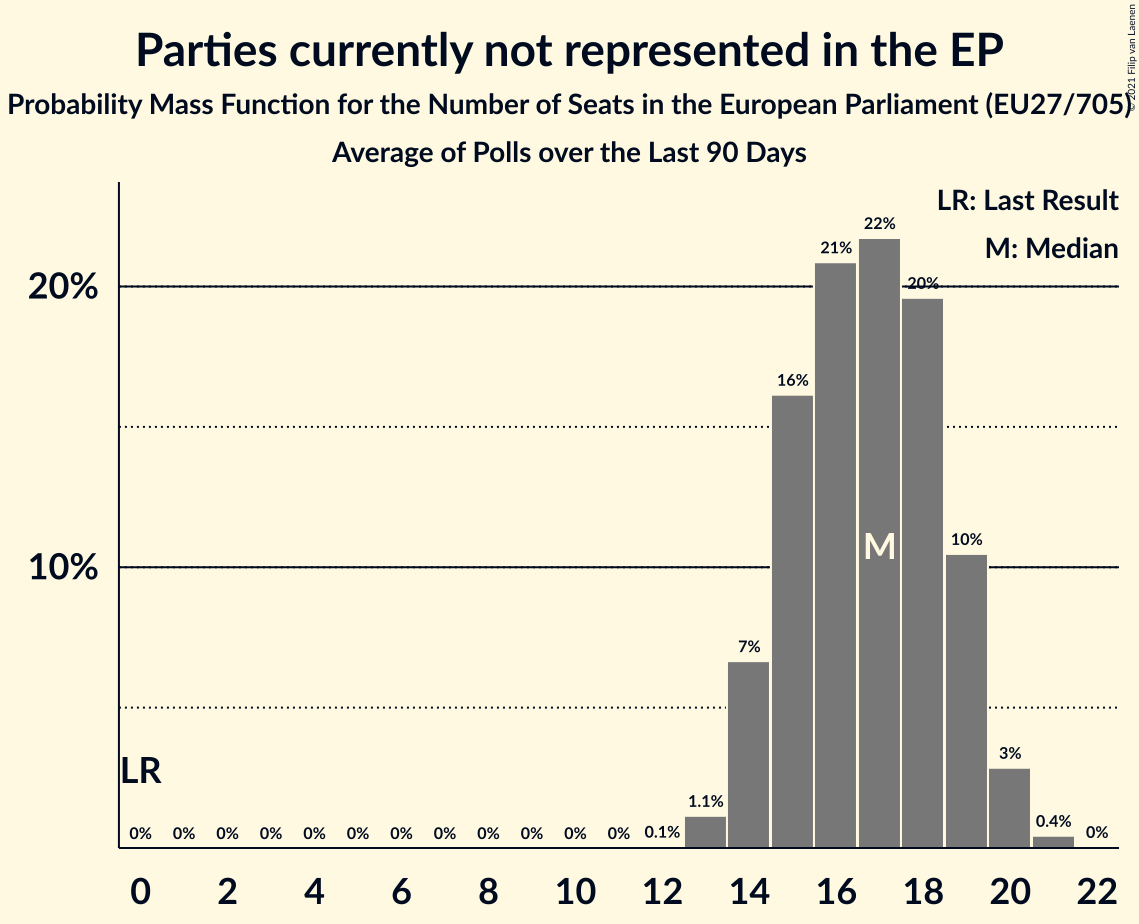 Parties currently not represented in the EP
Probability Mass Function for the Number of Seats in the European Parliament (EU27/705)
Average of Polls over the Last 90 Days
© 2021 Filip van Laenen
LR: Last Result
M: Median
20%
10%
LR
M
0% 0% 0% 0% 0% 0% 0% 0% 0% 0% 0% 0% 0.1% 1.1% 7% 16% 21% 22% 20% 10% 3% 0.4% 0%
0 2 4 6 8 10 12 14 16 18 20 22